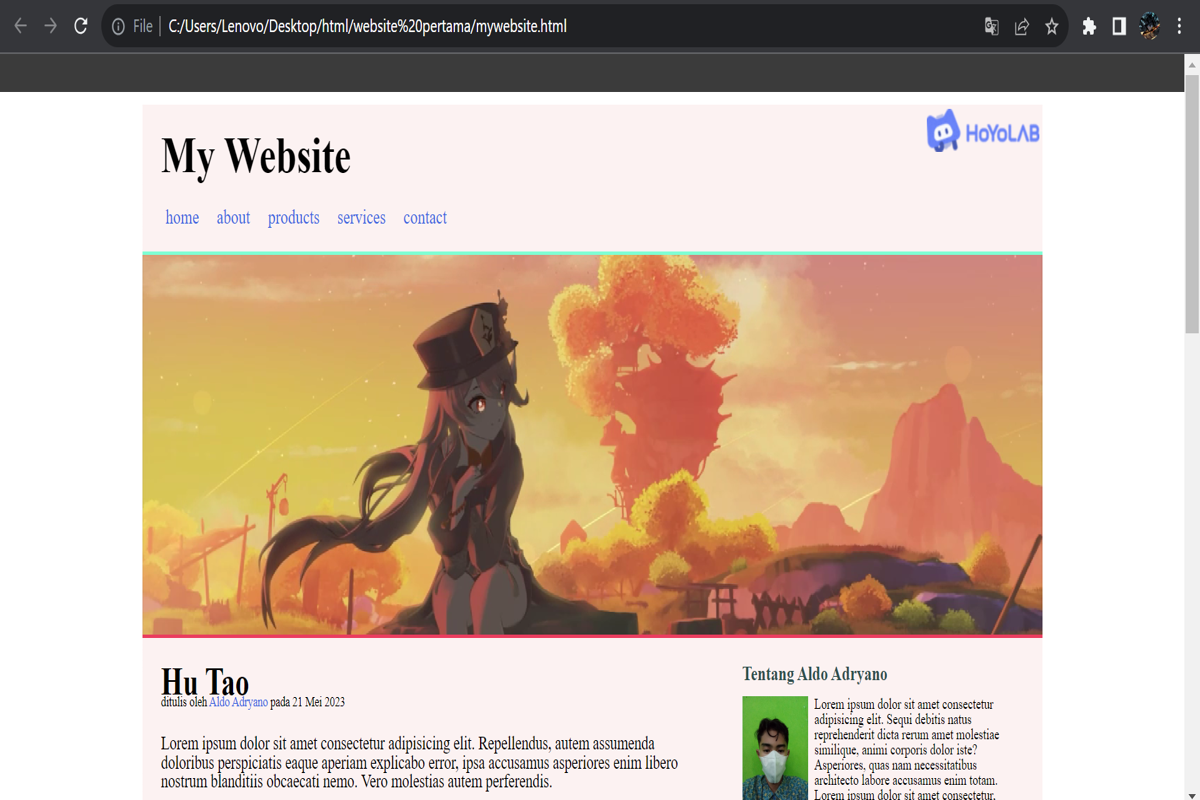 File
C:/Users/Lenovo/Desktop/html/website%20pertama/mywebsite.html
My Website
HoYoLAB
home about products services contact
Hu Tao
ditulis oleh Aldo Adryano pada 21 Mei 2023
Lorem ipsum dolor sit amet consectetur adipisicing elit. Repellendus, autem assumenda
doloribus perspiciatis eaque aperiam explicabo error, ipsa accusamus asperiores enim libero
nostrum blanditiis obcaecati nemo. Vero molestias autem perferendis.
Tentang Aldo Adryano
Lorem ipsum dolor sit amet consectetur
adipisicing elit. Sequi debitis natus
reprehenderit dicta rerum amet molestiae
similique, animi corporis dolor iste?
Asperiores, quas nam necessitatibus
architecto labore accusamus enim totam.
Lorem ipsum dolor sit amet consectetur,